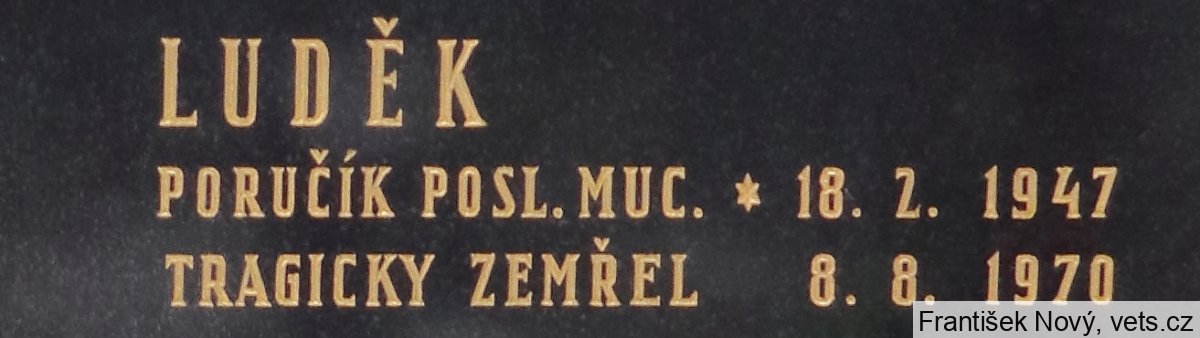 LUDĚK
PORUČÍK POSL. MUC. * 18. 2. 1947
TRAGICKY ZEMŘEL 8. 8. 1970
František Nový, vets.cz